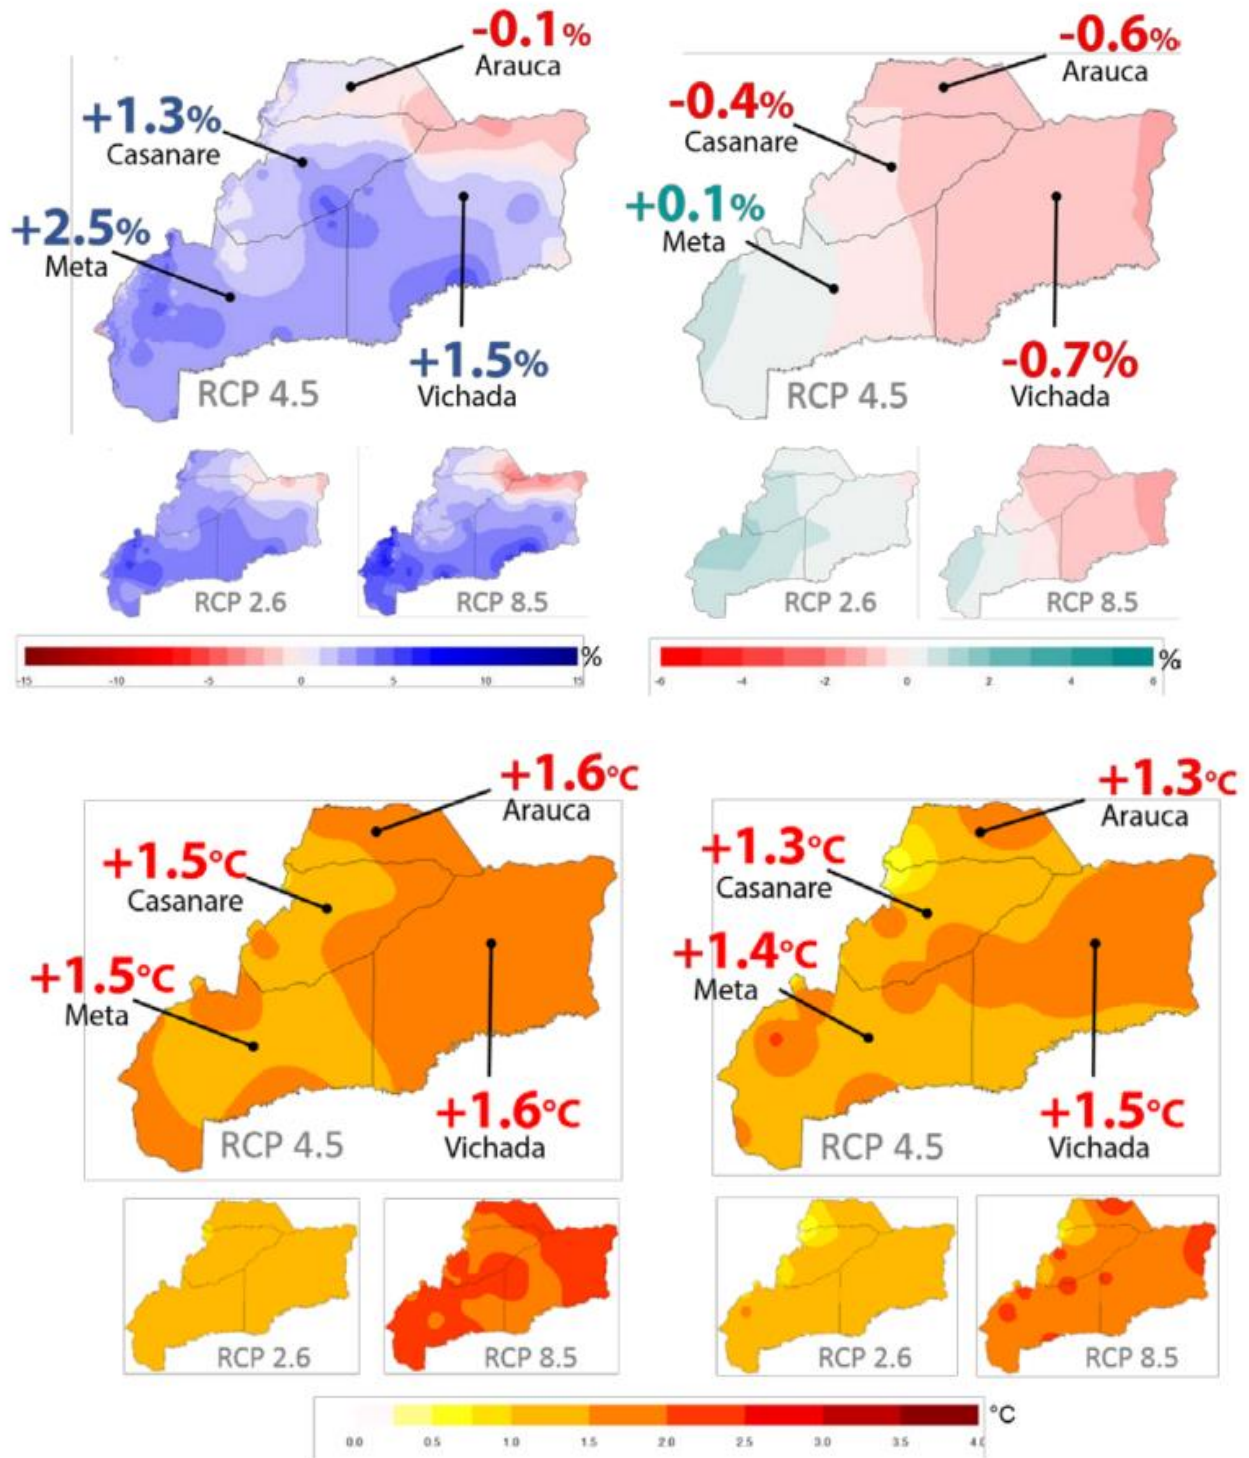 -0.1%
Arauca
+1.3%
Casanare
+2.5%
Meta
+1.5%
Vichada
RCP 4.5
RCP 2.6
RCP 8.5
-15 -10 -5 0 5 10 15 %
-0.6%
Arauca
-0.4%
Casanare
+0.1%
Meta
-0.7%
Vichada
RCP 4.5
RCP 2.6
RCP 8.5
-6 -4 -2 0 2 4 6 %
+1.6°C
Arauca
+1.5°C
Casanare
+1.5°C
Meta
+1.6°C
Vichada
RCP 4.5
RCP 2.6
RCP 8.5
+1.3°C
Arauca
+1.3°C
Casanare
+1.4°C
Meta
+1.5°C
Vichada
RCP 4.5
RCP 2.6
RCP 8.5
0.0 0.5 1.0 1.5 2.0 2.5 3.0 3.5 4.0 °C